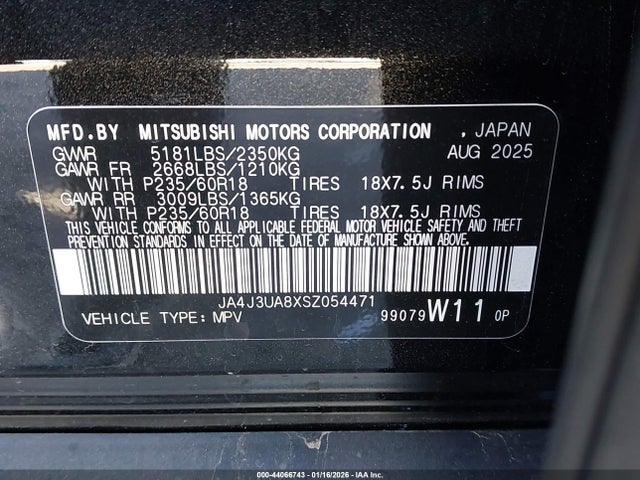 MFD.BY MITSUBISHI MOTORS CORPORATION , JAPAN
GVWR 5181LBS/2350KG AUG 2025
GAWR FR 2668LBS/1210KG
WITH P235/60R18 TIRES 18X7.5J RIMS
GAWR RR 3009LBS/1365KG
WITH P235/60R18 TIRES 18X7.5J RIMS
THIS VEHICLE CONFORMS TO ALL APPLICABLE FEDERAL MOTOR VEHICLE SAFETY AND THEFT
PREVENTION STANDARDS IN EFFECT ON THE DATE OF MANUFACTURE SHOWN ABOVE.
JA4J3UA8XSZ054471
VEHICLE TYPE: MPV 99079 W11 0P
000-44066743 - 01/16/2026 - IAA Inc.